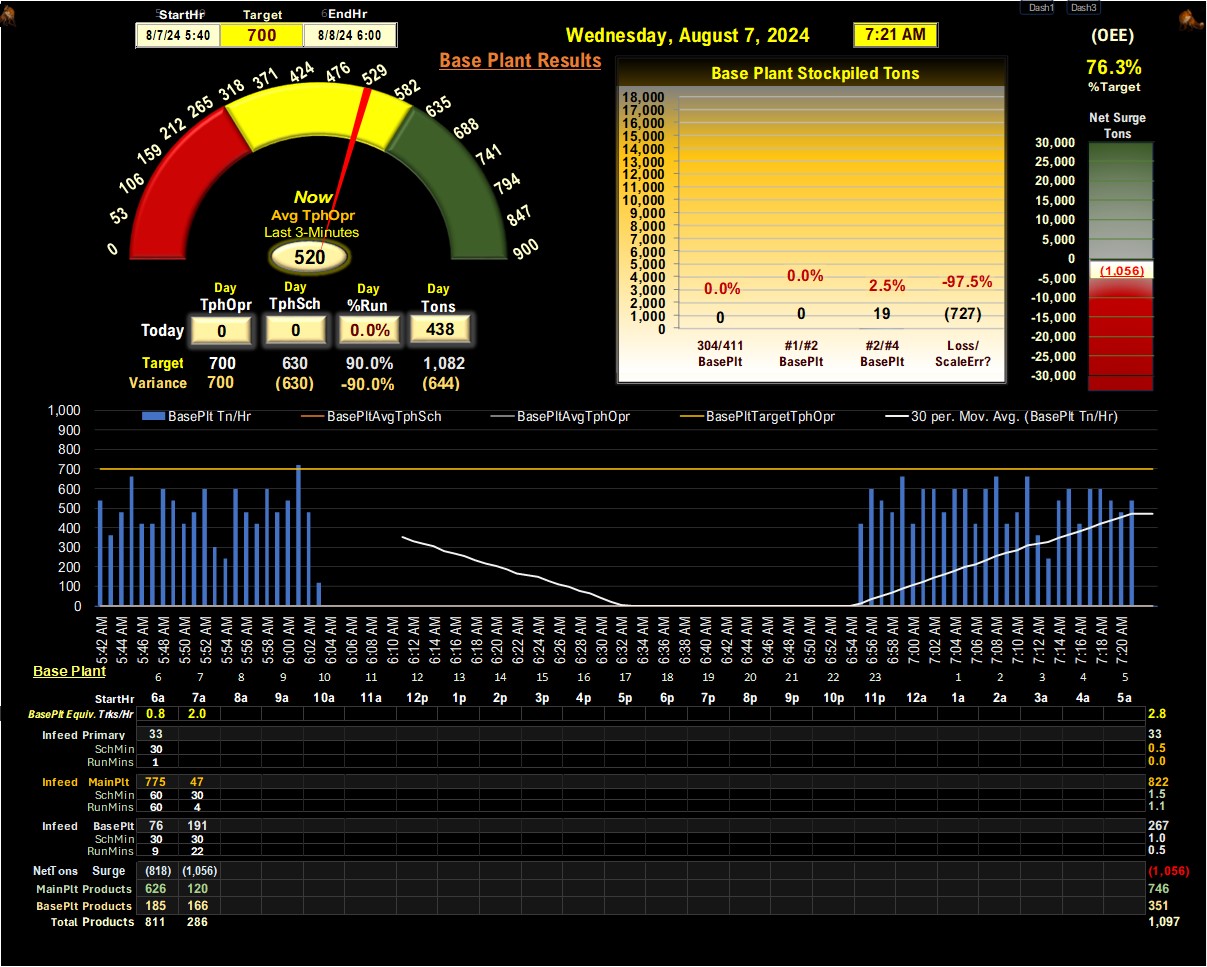 Dash1 Dash3
StartHr Target EndHr
8/7/24 5:40 700 8/8/24 6:00
Wednesday, August 7, 2024 7:21 AM
(OEE)
76.3%
%Target
Base Plant Results
0 53 106 159 212 265 318 371 424 476 529 582 635 688 741 794 847 900
Now
Avg TphOpr
Last 3-Minutes
520
Day Day Day Day
TphOpr TphSch %Run Tons
Today 0 0 0.0% 438
Target 700 630 90.0% 1,082
Variance 700 (630) -90.0% (644)
Base Plant Stockpiled Tons
18,000
17,000
16,000
15,000
14,000
13,000
12,000
11,000
10,000
9,000
8,000
7,000
6,000
5,000
4,000
3,000
2,000
1,000
0
0.0% 0.0% 2.5% -97.5%
0 0 19 (727)
304/411 #1/#2 #2/#4 Loss/
BasePlt BasePlt BasePlt ScaleErr?
Net Surge
Tons
30,000
25,000
20,000
15,000
10,000
5,000
0
(1,056)
-5,000
-10,000
-15,000
-20,000
-25,000
-30,000
BasePlt Tn/Hr BasePltAvgTphSch BasePltAvgTphOpr BasePltTargetTphOpr 30 per. Mov. Avg. (BasePlt Tn/Hr)
1,000
900
800
700
600
500
400
300
200
100
0
5:42 AM 5:44 AM 5:46 AM 5:48 AM 5:50 AM 5:52 AM 5:54 AM 5:56 AM 5:58 AM 6:00 AM 6:02 AM 6:04 AM 6:06 AM 6:08 AM 6:10 AM 6:12 AM 6:14 AM 6:16 AM 6:18 AM 6:20 AM 6:22 AM 6:24 AM 6:26 AM 6:28 AM 6:30 AM 6:32 AM 6:34 AM 6:36 AM 6:38 AM 6:40 AM 6:42 AM 6:44 AM 6:46 AM 6:48 AM 6:50 AM 6:52 AM 6:54 AM 6:56 AM 6:58 AM 7:00 AM 7:02 AM 7:04 AM 7:06 AM 7:08 AM 7:10 AM 7:12 AM 7:14 AM 7:16 AM 7:18 AM 7:20 AM
Base Plant
6 7 8 9 10 11 12 13 14 15 16 17 18 19 20 21 22 23 1 2 3 4 5
StartHr 6a 7a 8a 9a 10a 11a 12p 1p 2p 3p 4p 5p 6p 7p 8p 9p 10p 11p 12a 1a 2a 3a 4a 5a
BasePlt Equiv. Trks/Hr 0.8 2.0 2.8
Infeed Primary 33 33
SchMin 30 0.5
RunMins 1 0.0
Infeed MainPlt 775 47 822
SchMin 60 30 1.5
RunMins 60 4 1.1
Infeed BasePlt 76 191 267
SchMin 30 30 1.0
RunMins 9 22 0.5
NetTons Surge (818) (1,056) (1,056)
MainPlt Products 626 120 746
BasePlt Products 185 166 351
Total Products 811 286 1,097